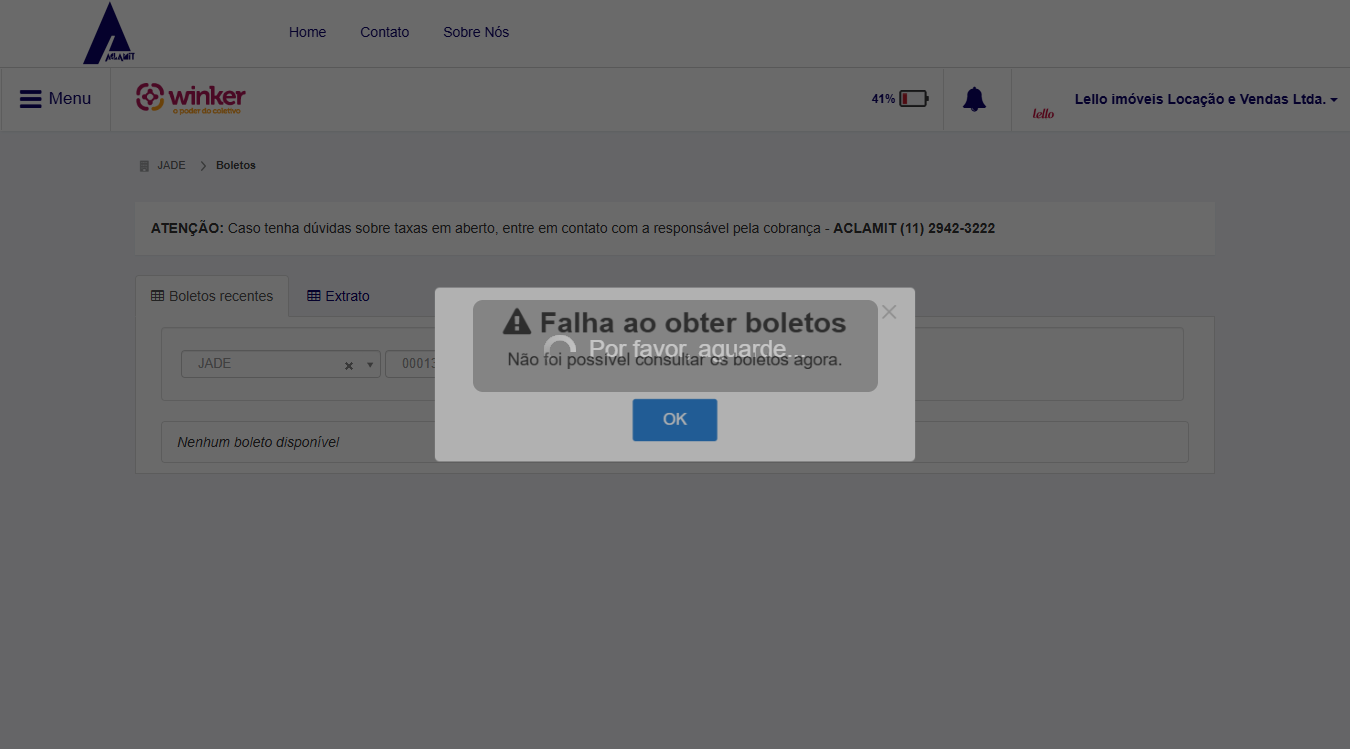 ACLAMIT
Home Contato Sobre Nós
Menu winker 41% Lello imóveis Locação e Vendas Ltda.
o poder do coletivo lello
JADE > Boletos
ATENÇÃO: Caso tenha dúvidas sobre taxas em aberto, entre em contato com a responsável pela cobrança - ACLAMIT (11) 2942-3222
Boletos recentes Extrato
Falha ao obter boletos
Por favor, aguarde...
Não foi possível consultar os boletos agora.
JADE × 00013
OK
Nenhum boleto disponível